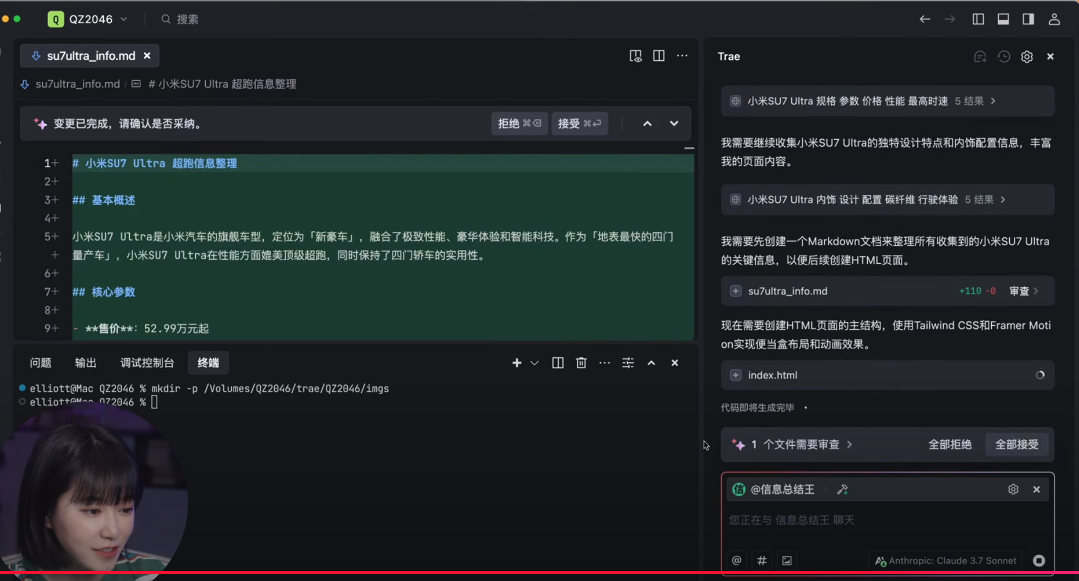 Q QZ2046
搜索
su7ultra_info.md
su7ultra_info.md / # 小米SU7 Ultra 超跑信息整理
变更已完成，请确认是否采纳。 拒绝 ⌘⌫ 接受 ⌘⏎
1+ # 小米SU7 Ultra 超跑信息整理
2+
3+ ## 基本概述
4+
5+ 小米SU7 Ultra是小米汽车的旗舰车型，定位为「新豪车」，融合了极致性能、豪华体验和智能科技。作为「地表最快的四门
+ 量产车」，小米SU7 Ultra在性能方面媲美顶级超跑，同时保持了四门轿车的实用性。
6+
7+ ## 核心参数
8+
9+ - **售价**: 52.99万元起
问题 输出 调试控制台 终端
elliott@Mac QZ2046 % mkdir -p /Volumes/QZ2046/trae/QZ2046/imgs
elliott@Mac QZ2046 %
Trae
小米SU7 Ultra 规格 参数 价格 性能 最高时速 5 结果
我需要继续收集小米SU7 Ultra的独特设计特点和内饰配置信息，丰富
我的页面内容。
小米SU7 Ultra 内饰 设计 配置 碳纤维 行驶体验 5 结果
我需要先创建一个Markdown文档来整理所有收集到的小米SU7 Ultra
的关键信息，以便后续创建HTML页面。
su7ultra_info.md +110 -0 审查
现在需要创建HTML页面的主结构，使用Tailwind CSS和Framer Moti
on实现便当盒布局和动画效果。
index.html
代码即将生成完毕
1 个文件需要审查 全部拒绝 全部接受
@信息总结王
您正在与 信息总结王 聊天
@ # Anthropic: Claude 3.7 Sonnet